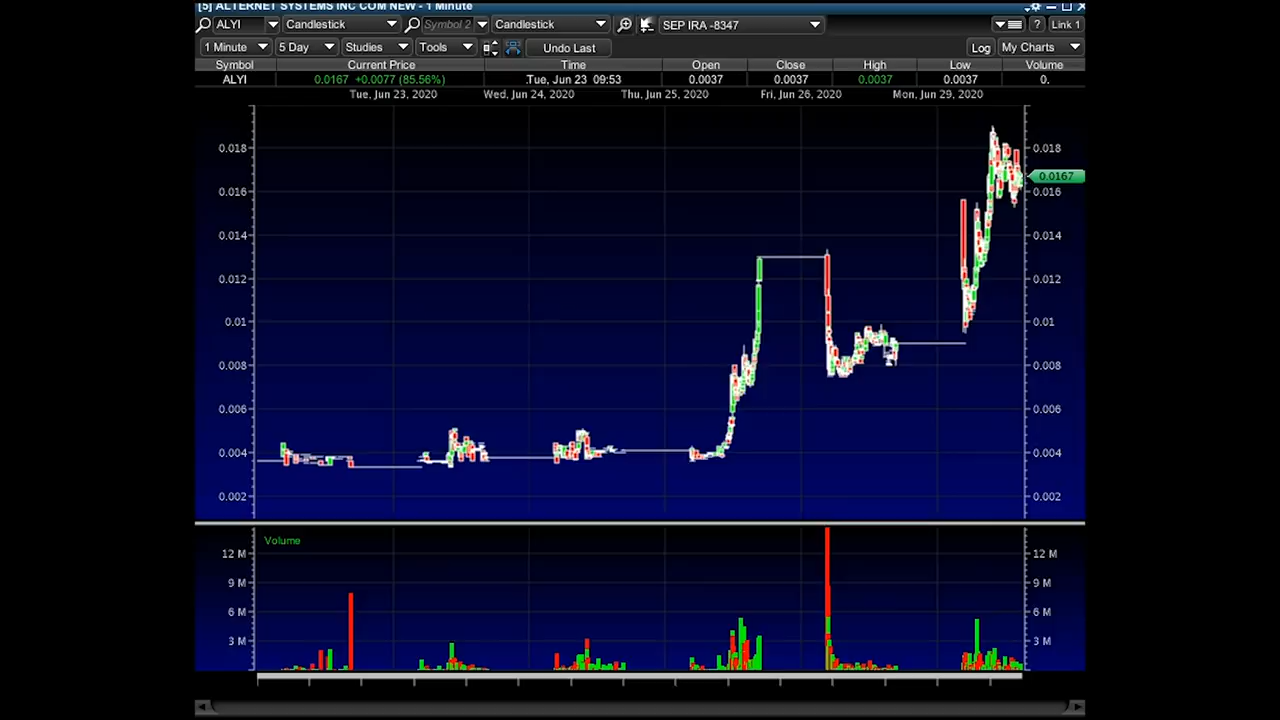 [5] ALTERNET SYSTEMS INC COM NEW - 1 Minute
ALYI Candlestick Symbol 2 Candlestick SEP IRA -8347 ? Link 1
1 Minute 5 Day Studies Tools Undo Last Log My Charts
Symbol Current Price Time Open Close High Low Volume
ALYI 0.0167 +0.0077 (85.56%) Tue, Jun 23 09:53 0.0037 0.0037 0.0037 0.0037 0.
Tue, Jun 23, 2020 Wed, Jun 24, 2020 Thu, Jun 25, 2020 Fri, Jun 26, 2020 Mon, Jun 29, 2020
0.018 0.018
0.0167
0.016 0.016
0.014 0.014
0.012 0.012
0.01 0.01
0.008 0.008
0.006 0.006
0.004 0.004
0.002 0.002
Volume
12 M 12 M
9 M 9 M
6 M 6 M
3 M 3 M